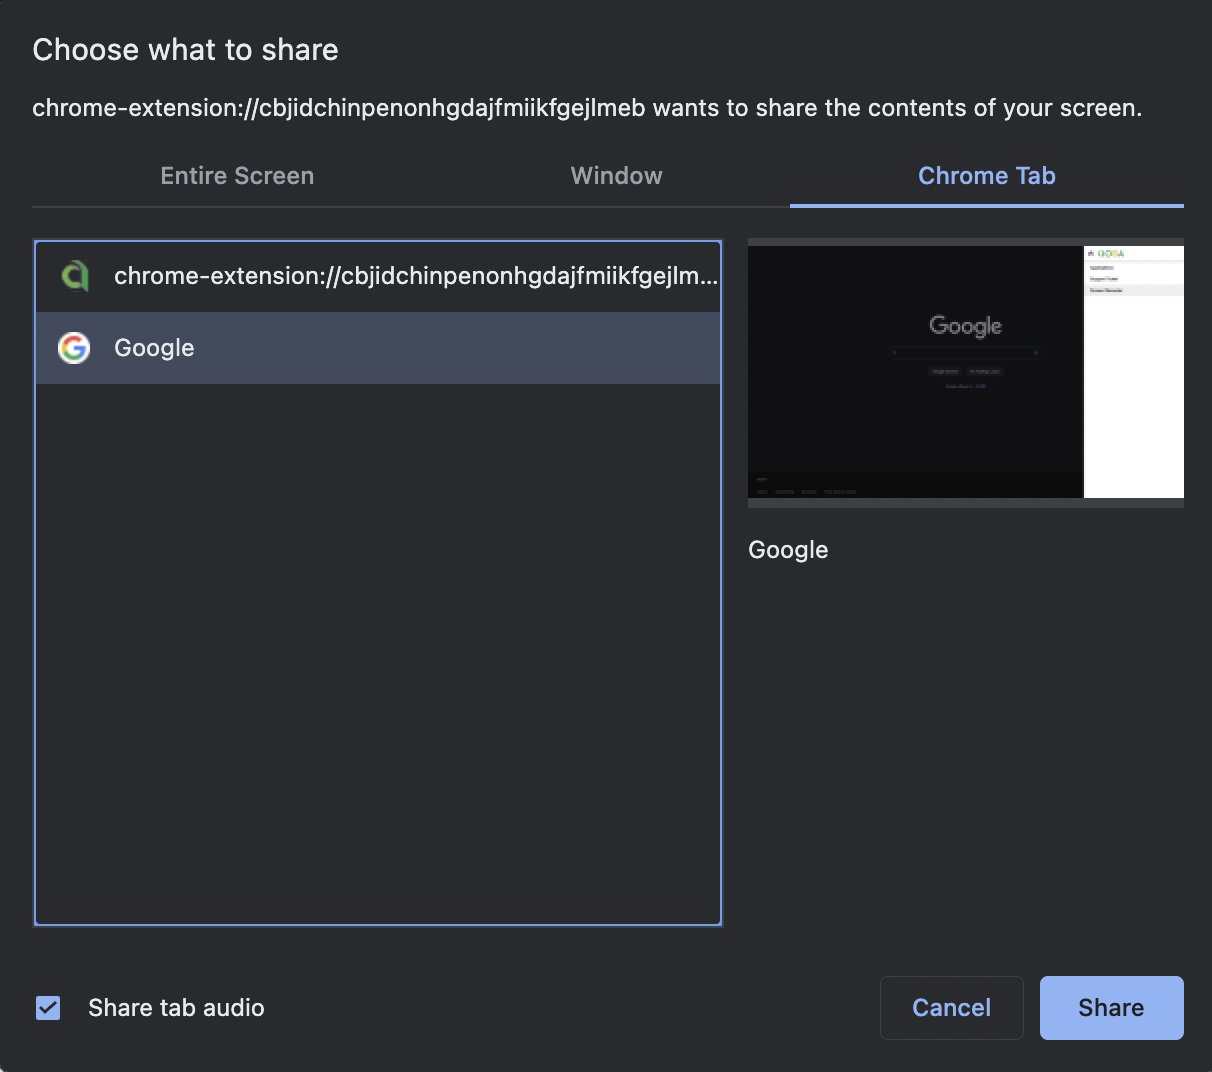 Choose what to share
chrome-extension://cbjidchinpenonhgdajfmiikfgejlmeb wants to share the contents of your screen.
Entire Screen
Window
Chrome Tab
chrome-extension://cbjidchinpenonhgdajfmiikfgejlm...
Google
Google
Google
Share tab audio
Cancel
Share